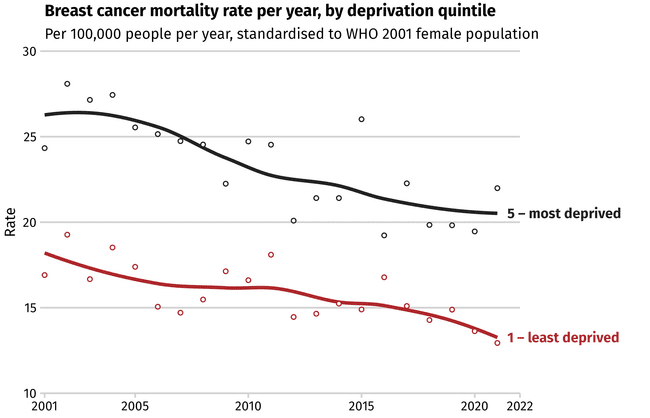 Breast cancer mortality rate per year, by deprivation quintile
Per 100,000 people per year, standardised to WHO 2001 female population
30
25
20
15
10
Rate
5 – most deprived
1 – least deprived
2001
2005
2010
2015
2020
2022